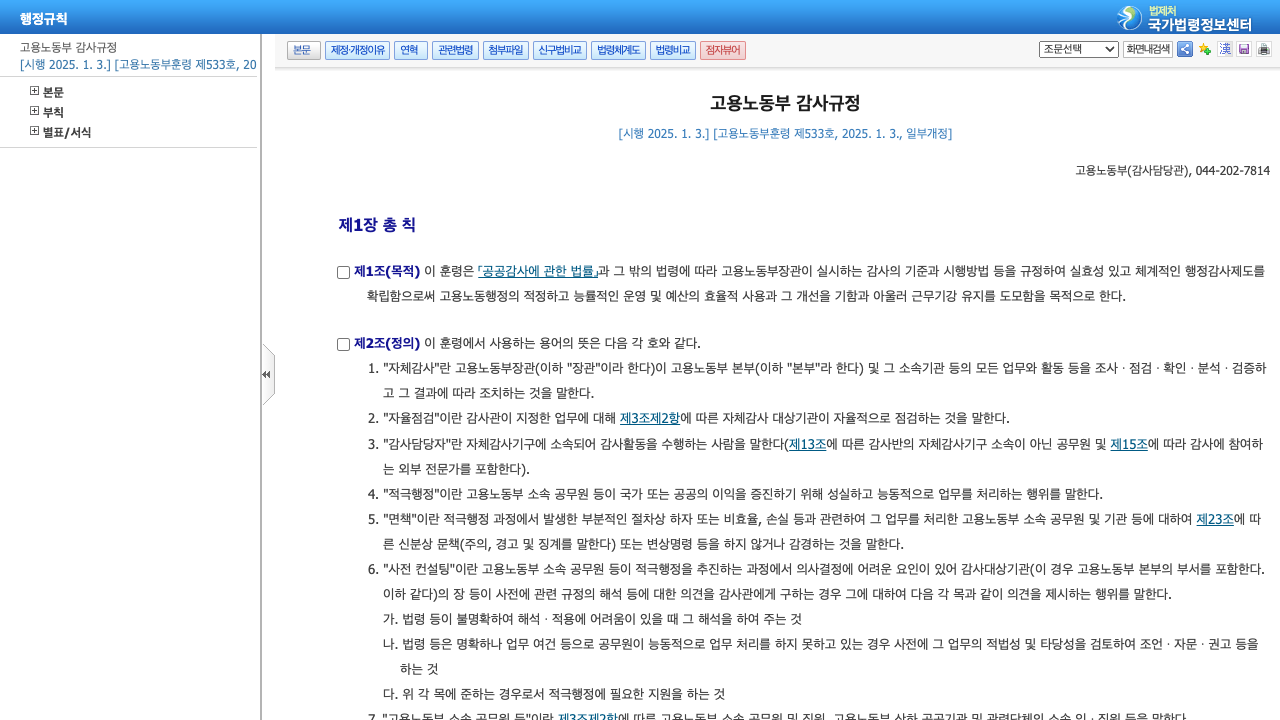 행정규칙
법제처
국가법령정보센터
고용노동부 감사규정
[시행 2025. 1. 3.] [고용노동부훈령 제533호, 20
본문
부칙
별표/서식
본문 제정·개정이유 연혁 관련법령 첨부파일 신구법비교 법령체계도 법령비교 점자뷰어 조문선택 화면내검색
고용노동부 감사규정
[시행 2025. 1. 3.] [고용노동부훈령 제533호, 2025. 1. 3., 일부개정]
고용노동부(감사담당관), 044-202-7814
제1장 총 칙
제1조(목적) 이 훈령은 「공공감사에 관한 법률」과 그 밖의 법령에 따라 고용노동부장관이 실시하는 감사의 기준과 시행방법 등을 규정하여 실효성 있고 체계적인 행정감사제도를
확립함으로써 고용노동행정의 적정하고 능률적인 운영 및 예산의 효율적 사용과 그 개선을 기함과 아울러 근무기강 유지를 도모함을 목적으로 한다.
제2조(정의) 이 훈령에서 사용하는 용어의 뜻은 다음 각 호와 같다.
1. "자체감사"란 고용노동부장관(이하 "장관"이라 한다)이 고용노동부 본부(이하 "본부"라 한다) 및 그 소속기관 등의 모든 업무와 활동 등을 조사ㆍ점검ㆍ확인ㆍ분석ㆍ검증하
고 그 결과에 따라 조치하는 것을 말한다.
2. "자율점검"이란 감사관이 지정한 업무에 대해 제3조제2항에 따른 자체감사 대상기관이 자율적으로 점검하는 것을 말한다.
3. "감사담당자"란 자체감사기구에 소속되어 감사활동을 수행하는 사람을 말한다(제13조에 따른 감사반의 자체감사기구 소속이 아닌 공무원 및 제15조에 따라 감사에 참여하
는 외부 전문가를 포함한다).
4. "적극행정"이란 고용노동부 소속 공무원 등이 국가 또는 공공의 이익을 증진하기 위해 성실하고 능동적으로 업무를 처리하는 행위를 말한다.
5. "면책"이란 적극행정 과정에서 발생한 부분적인 절차상 하자 또는 비효율, 손실 등과 관련하여 그 업무를 처리한 고용노동부 소속 공무원 및 기관 등에 대하여 제23조에 따
른 신분상 문책(주의, 경고 및 징계를 말한다) 또는 변상명령 등을 하지 않거나 감경하는 것을 말한다.
6. "사전 컨설팅"이란 고용노동부 소속 공무원 등이 적극행정을 추진하는 과정에서 의사결정에 어려운 요인이 있어 감사대상기관(이 경우 고용노동부 본부의 부서를 포함한다.
이하 같다)의 장 등이 사전에 관련 규정의 해석 등에 대한 의견을 감사관에게 구하는 경우 그에 대하여 다음 각 목과 같이 의견을 제시하는 행위를 말한다.
가. 법령 등이 불명확하여 해석ㆍ적용에 어려움이 있을 때 그 해석을 하여 주는 것
나. 법령 등은 명확하나 업무 여건 등으로 공무원이 능동적으로 업무 처리를 하지 못하고 있는 경우 사전에 그 업무의 적법성 및 타당성을 검토하여 조언ㆍ자문ㆍ권고 등을
하는 것
다. 위 각 목에 준하는 경우로서 적극행정에 필요한 지원을 하는 것
7. "고용노동부 소속 공무원 등"이란 제3조제2항에 따른 고용노동부 소속 공무원 및 직원, 고용노동부 산하 공공기관 및 관련단체의 소속 임ㆍ직원 등을 말한다.